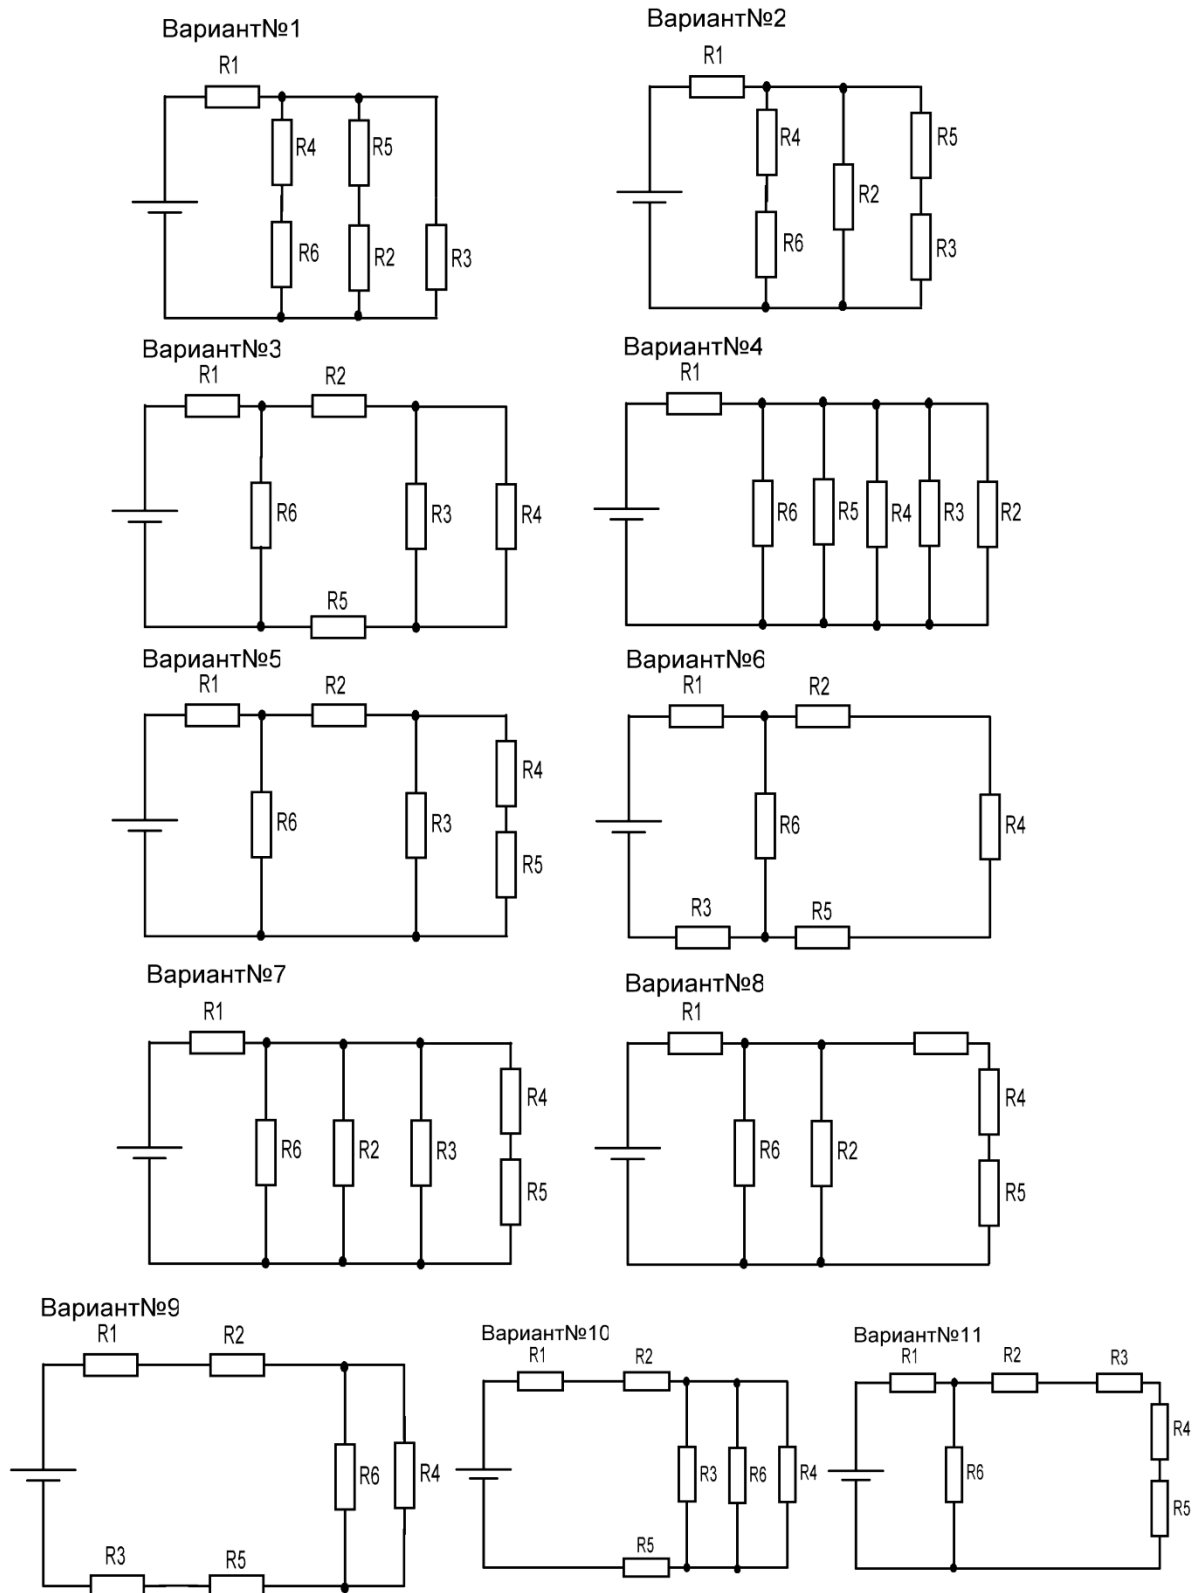 Вариант№1
R1
R4
R5
R6
R2
R3
Вариант№2
R1
R4
R5
R2
R6
R3
Вариант№3
R1
R2
R6
R3
R4
R5
Вариант№4
R1
R6
R5
R4
R3
R2
Вариант№5
R1
R2
R4
R6
R3
R5
Вариант№6
R1
R2
R6
R4
R3
R5
Вариант№7
R1
R4
R6
R2
R3
R5
Вариант№8
R1
R4
R6
R2
R5
Вариант№9
R1
R2
R6
R4
R3
R5
Вариант№10
R1
R2
R3
R6
R4
R5
Вариант№11
R1
R2
R3
R4
R6
R5